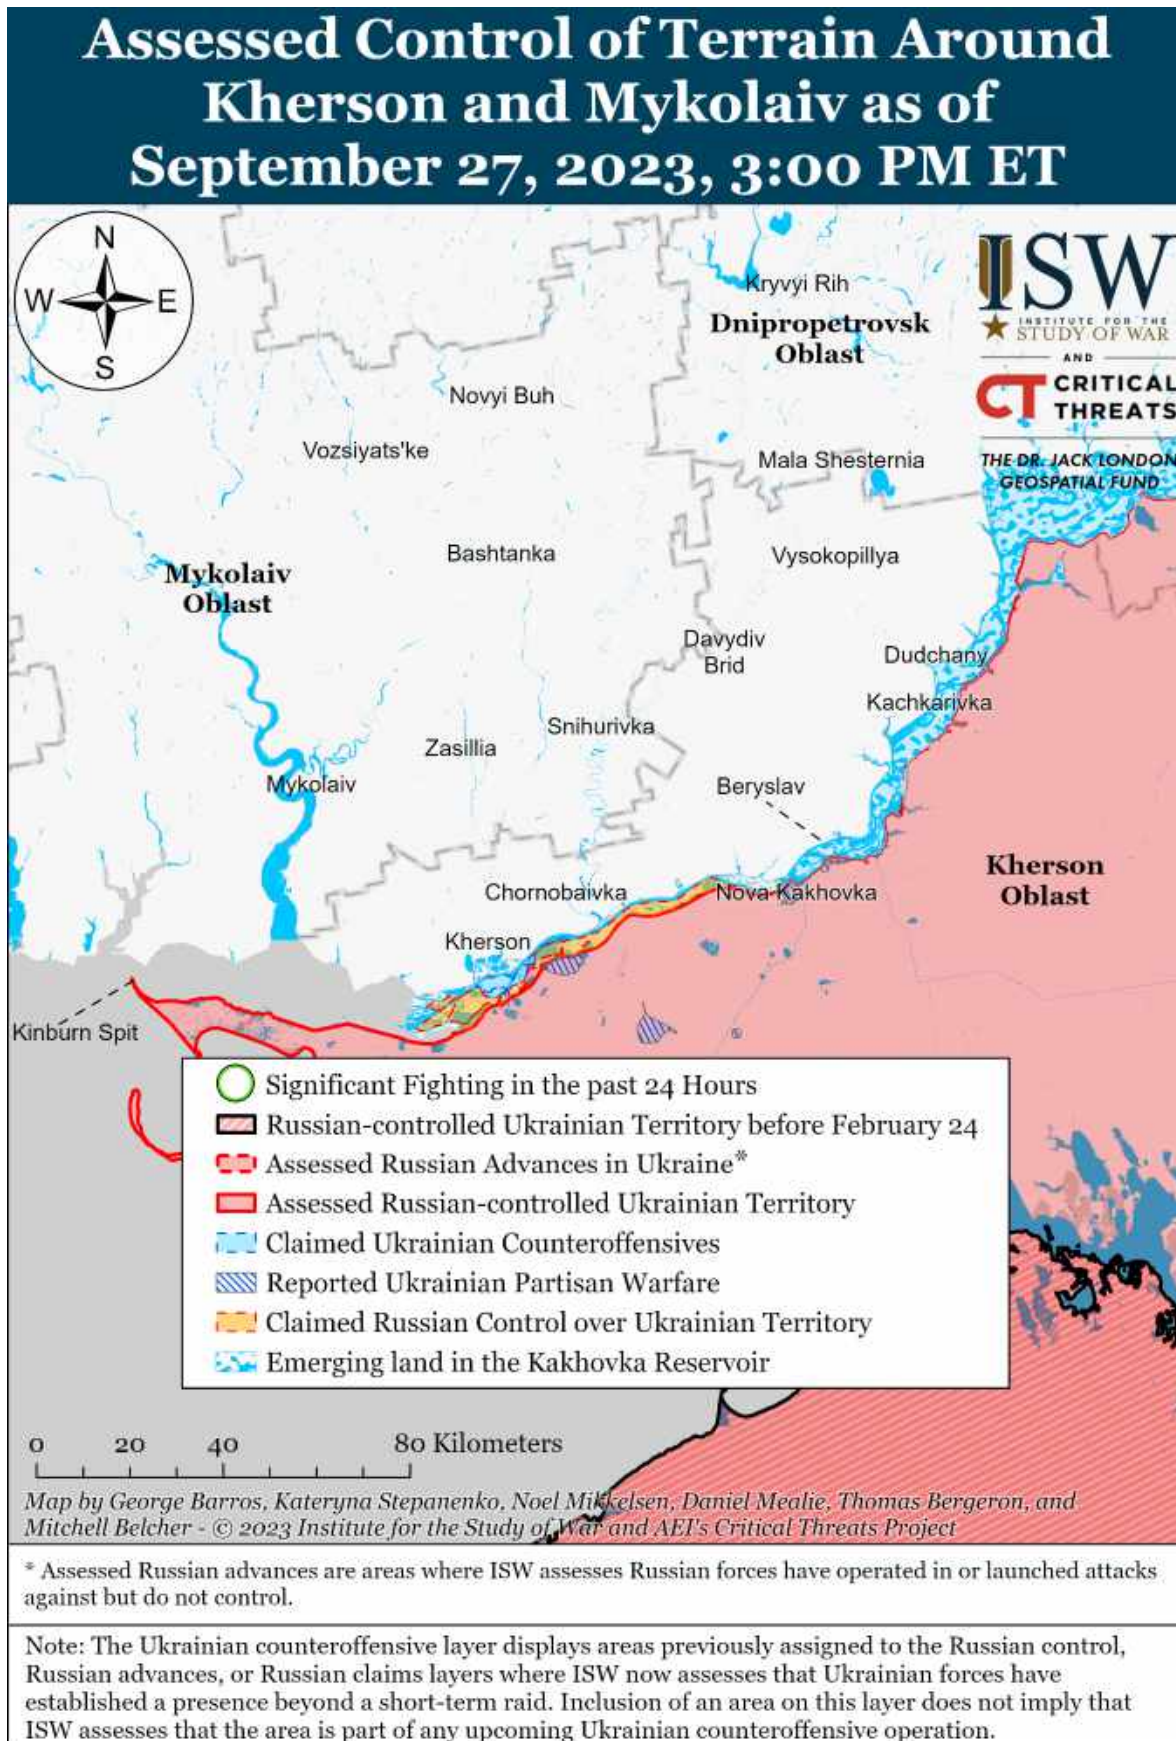 Assessed Control of Terrain Around
Kherson and Mykolaiv as of
September 27, 2023, 3:00 PM ET
N
W E
S
ISW
INSTITUTE FOR THE
STUDY OF WAR
AND
CT CRITICAL
THREATS
THE DR. JACK LONDON
GEOSPATIAL FUND
Kryvyi Rih
Dnipropetrovsk
Oblast
Novyi Buh
Vozsiyats'ke
Mala Shesternia
Bashtanka
Vysokopillya
Mykolaiv
Oblast
Davydiv
Brid
Dudchany
Kachkarivka
Snihurivka
Zasillia
Mykolaiv
Beryslav
Kherson
Oblast
Chornobaivka
Nova Kakhovka
Kherson
Kinburn Spit
Significant Fighting in the past 24 Hours
Russian-controlled Ukrainian Territory before February 24
Assessed Russian Advances in Ukraine*
Assessed Russian-controlled Ukrainian Territory
Claimed Ukrainian Counteroffensives
Reported Ukrainian Partisan Warfare
Claimed Russian Control over Ukrainian Territory
Emerging land in the Kakhovka Reservoir
0 20 40 80 Kilometers
Map by George Barros, Kateryna Stepanenko, Noel Mikkelsen, Daniel Mealie, Thomas Bergeron, and
Mitchell Belcher - © 2023 Institute for the Study of War and AEI's Critical Threats Project
* Assessed Russian advances are areas where ISW assesses Russian forces have operated in or launched attacks
against but do not control.
Note: The Ukrainian counteroffensive layer displays areas previously assigned to the Russian control,
Russian advances, or Russian claims layers where ISW now assesses that Ukrainian forces have
established a presence beyond a short-term raid. Inclusion of an area on this layer does not imply that
ISW assesses that the area is part of any upcoming Ukrainian counteroffensive operation.